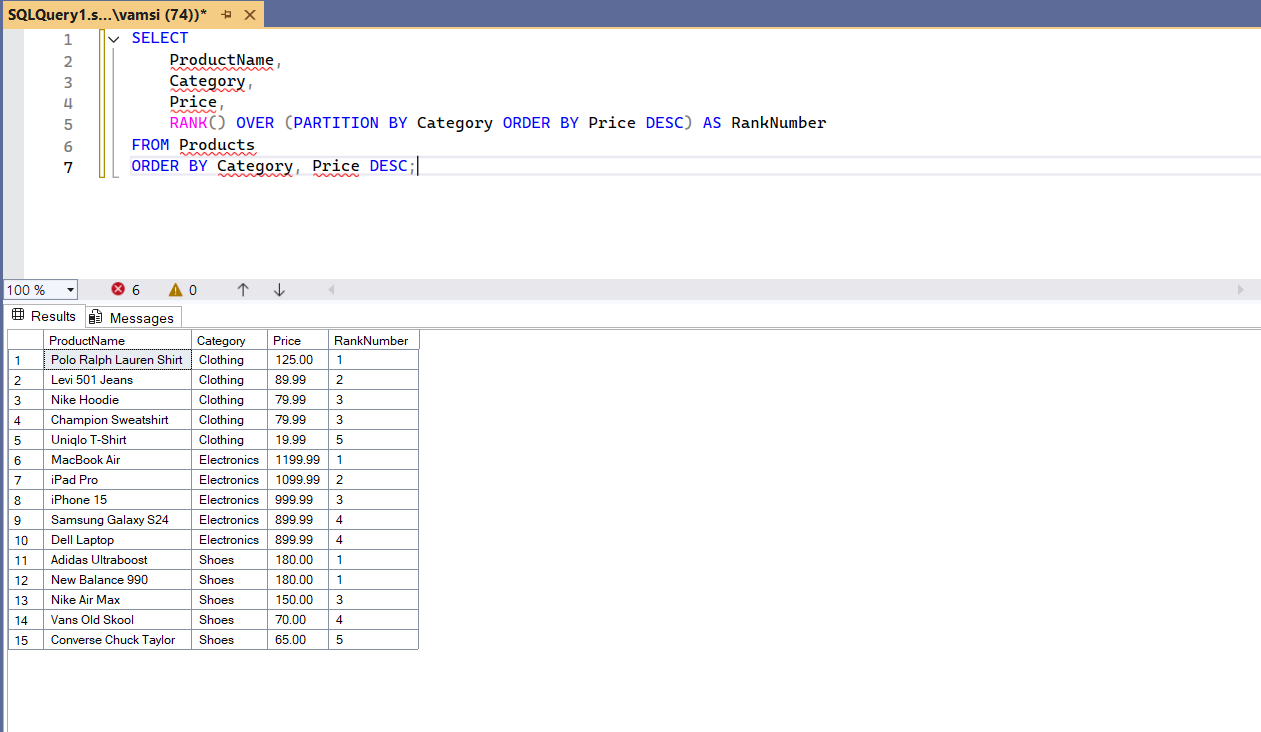 SQLQuery1.s...\vamsi (74))*
1 SELECT
2 ProductName,
3 Category,
4 Price,
5 RANK() OVER (PARTITION BY Category ORDER BY Price DESC) AS RankNumber
6 FROM Products
7 ORDER BY Category, Price DESC;
100 % 6 0
Results Messages
ProductName Category Price RankNumber
1 Polo Ralph Lauren Shirt Clothing 125.00 1
2 Levi 501 Jeans Clothing 89.99 2
3 Nike Hoodie Clothing 79.99 3
4 Champion Sweatshirt Clothing 79.99 3
5 Uniqlo T-Shirt Clothing 19.99 5
6 MacBook Air Electronics 1199.99 1
7 iPad Pro Electronics 1099.99 2
8 iPhone 15 Electronics 999.99 3
9 Samsung Galaxy S24 Electronics 899.99 4
10 Dell Laptop Electronics 899.99 4
11 Adidas Ultraboost Shoes 180.00 1
12 New Balance 990 Shoes 180.00 1
13 Nike Air Max Shoes 150.00 3
14 Vans Old Skool Shoes 70.00 4
15 Converse Chuck Taylor Shoes 65.00 5